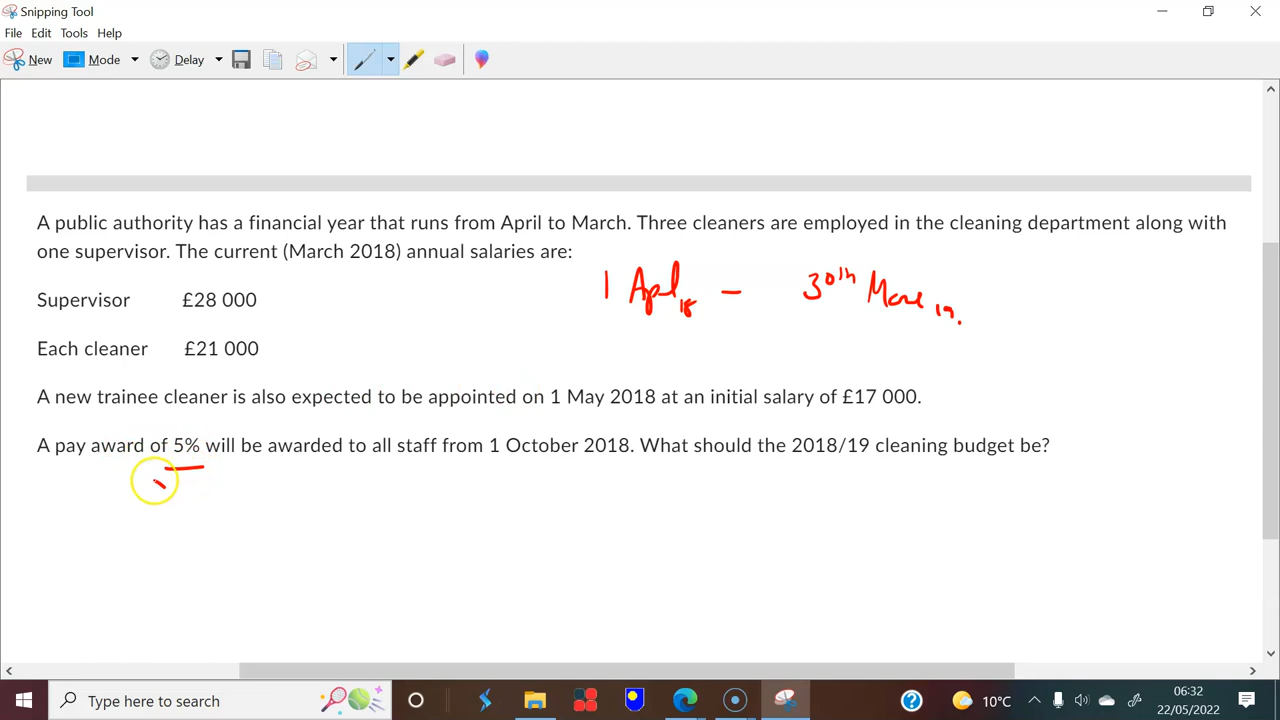 Snipping Tool
File Edit Tools Help
New Mode Delay
A public authority has a financial year that runs from April to March. Three cleaners are employed in the cleaning department along with
one supervisor. The current (March 2018) annual salaries are:
1 April 18 – 30th March 19.
Supervisor £28 000
Each cleaner £21 000
A new trainee cleaner is also expected to be appointed on 1 May 2018 at an initial salary of £17 000.
A pay award of 5% will be awarded to all staff from 1 October 2018. What should the 2018/19 cleaning budget be?
Type here to search
10°C
06:32
22/05/2022